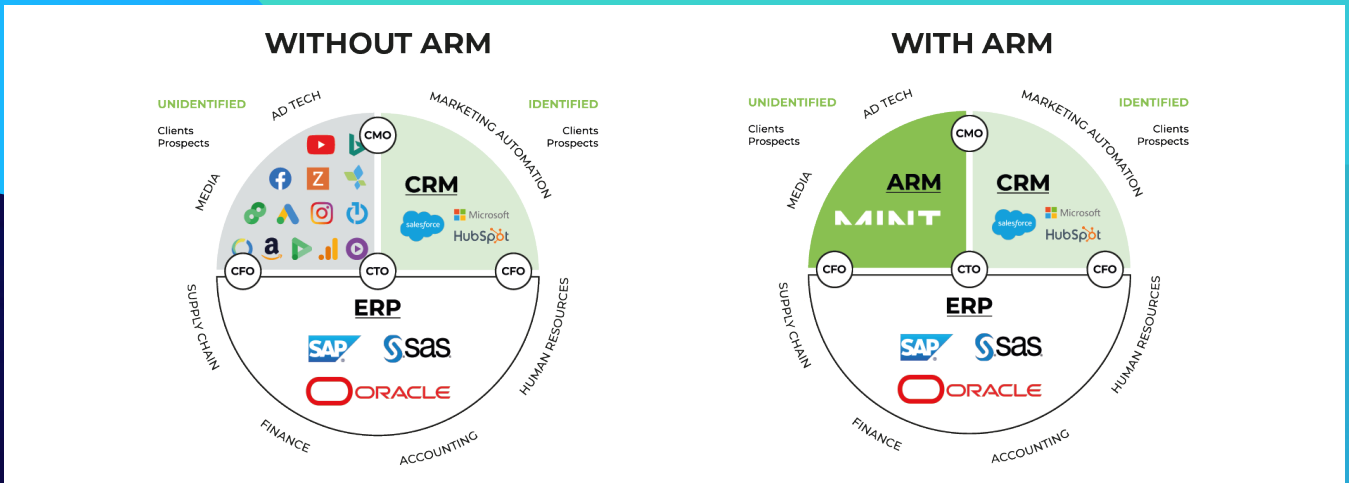 WITHOUT ARM
UNIDENTIFIED
Clients
Prospects
AD TECH
MARKETING AUTOMATION
IDENTIFIED
Clients
Prospects
MEDIA
CMO
CRM
salesforce
Microsoft
HubSpot
CFO
CTO
CFO
ERP
SAP
sas
ORACLE
SUPPLY CHAIN
HUMAN RESOURCES
FINANCE
ACCOUNTING
WITH ARM
UNIDENTIFIED
Clients
Prospects
AD TECH
MARKETING AUTOMATION
IDENTIFIED
Clients
Prospects
MEDIA
CMO
ARM
MINT
CRM
salesforce
Microsoft
HubSpot
CFO
CTO
CFO
ERP
SAP
sas
ORACLE
SUPPLY CHAIN
HUMAN RESOURCES
FINANCE
ACCOUNTING